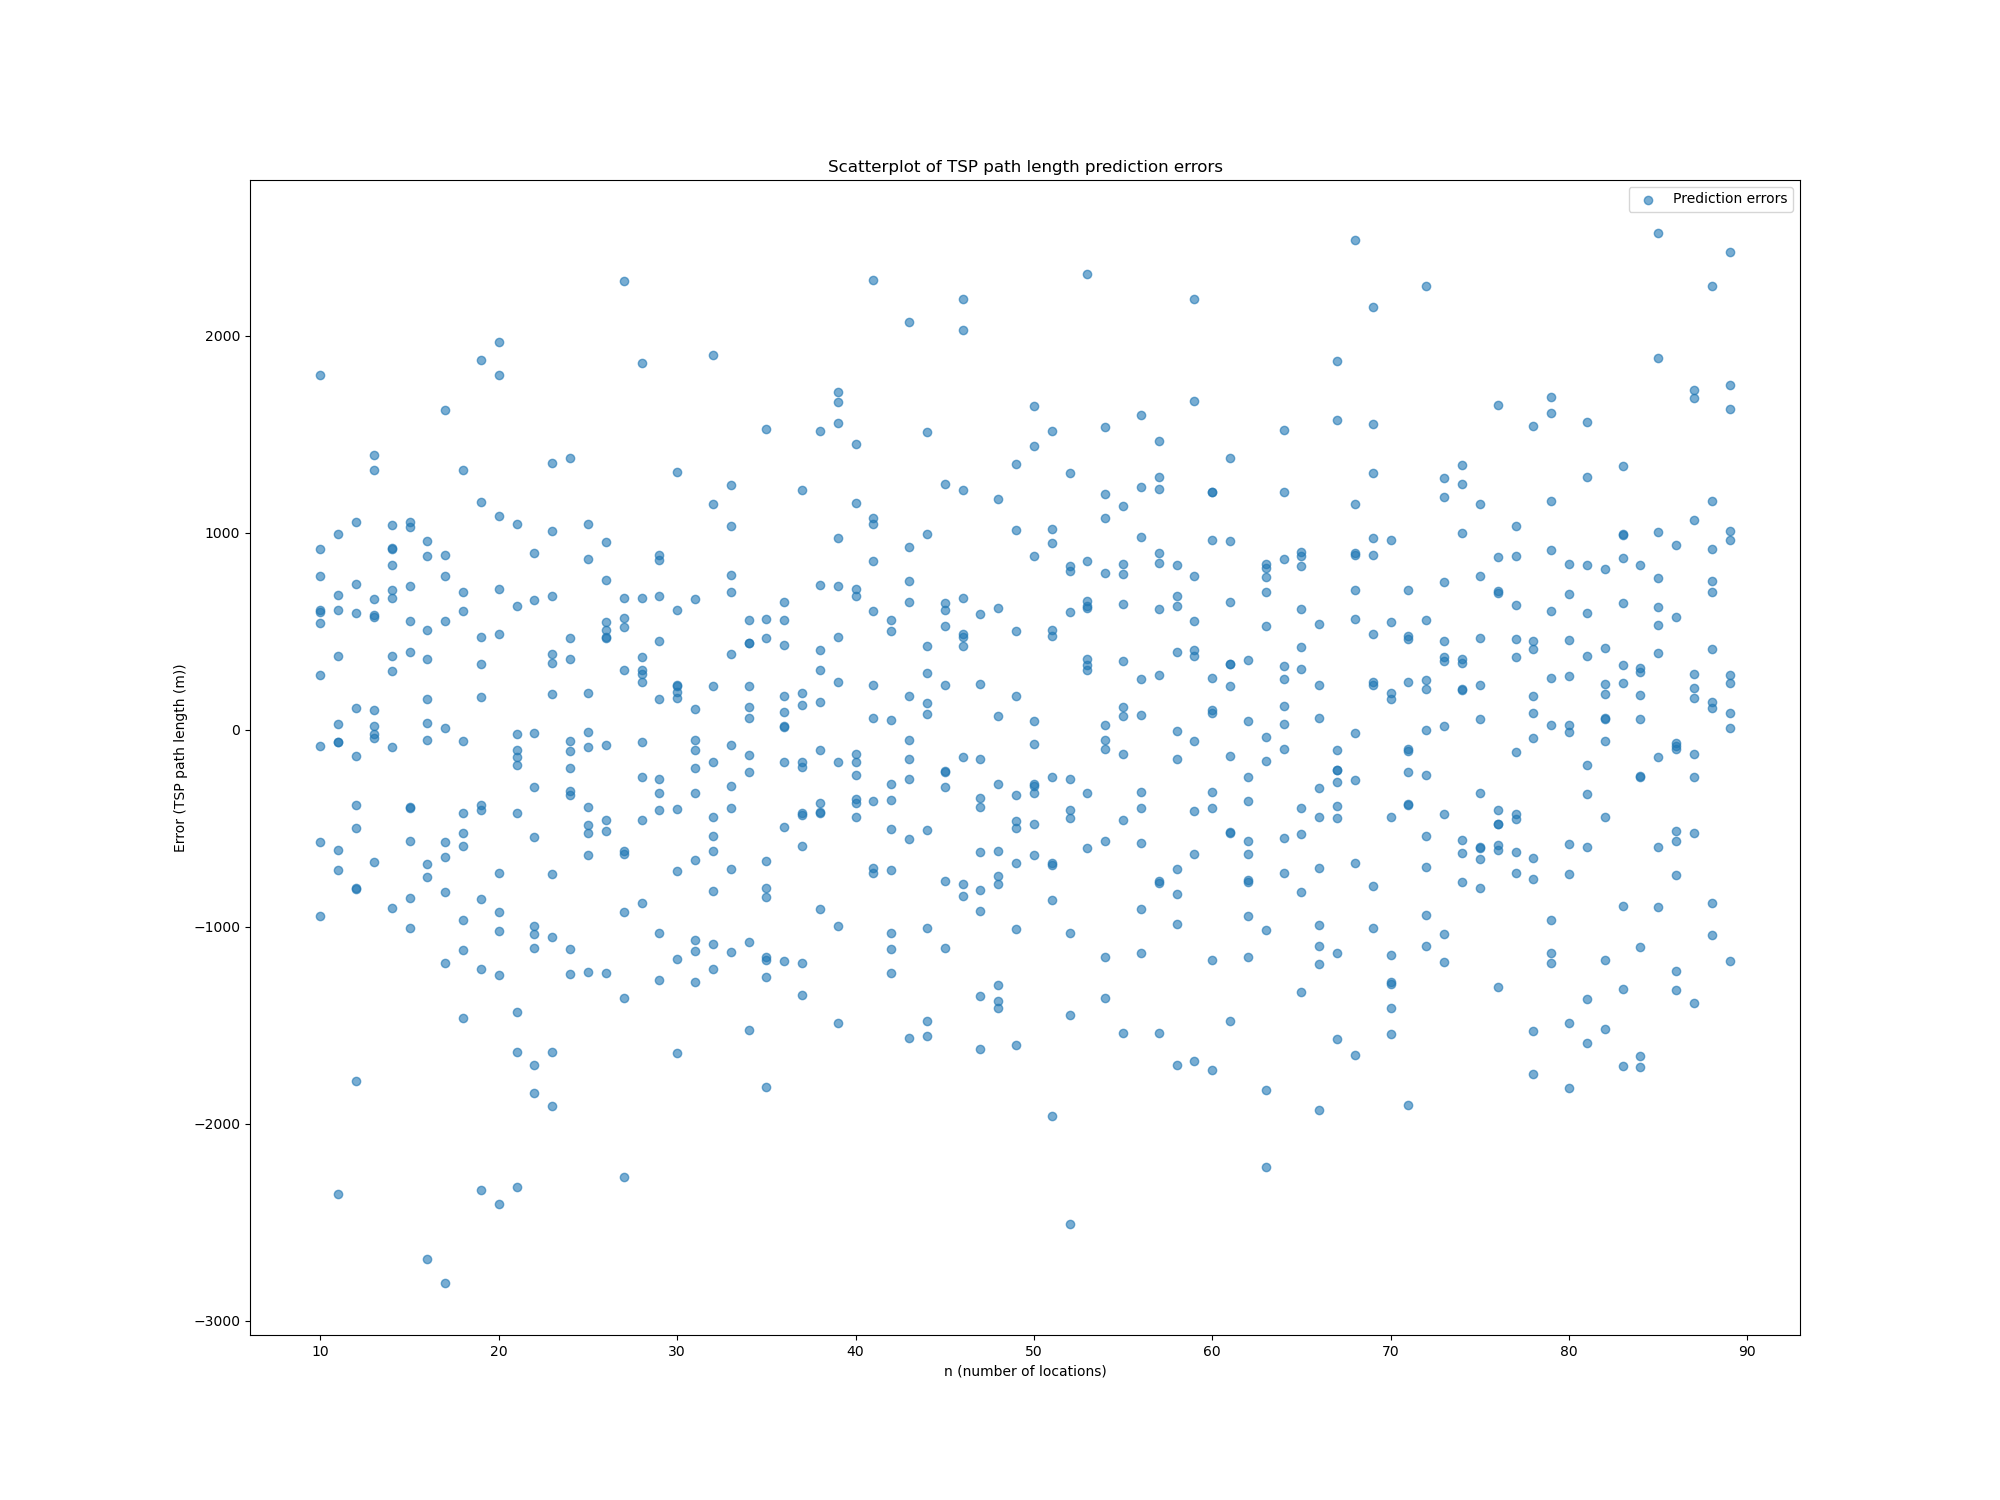 Scatterplot of TSP path length prediction errors
Prediction errors
Error (TSP path length (m))
2000
1000
0
−1000
−2000
−3000
10 20 30 40 50 60 70 80 90
n (number of locations)